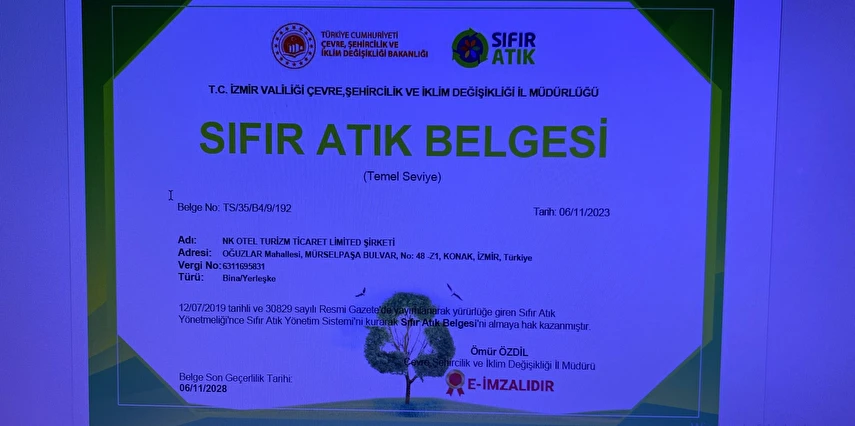 TÜRKİYE CUMHURİYETİ
ÇEVRE, ŞEHİRCİLİK VE
İKLİM DEĞİŞİKLİĞİ BAKANLIĞI
SIFIR
ATIK
T.C. İZMİR VALİLİĞİ ÇEVRE,ŞEHİRCİLİK VE İKLİM DEĞİŞİKLİĞİ İL MÜDÜRLÜĞÜ
SIFIR ATIK BELGESİ
(Temel Seviye)
Belge No: TS/35/B4/9/192
Tarih: 06/11/2023
Adı: NK OTEL TURİZM TİCARET LİMİTED ŞİRKETİ
Adresi: OĞUZLAR Mahallesi, MÜRSELPAŞA BULVAR, No: 48 -Z1, KONAK, İZMİR, Türkiye
Vergi No: 6311695831
Türü: Bina/Yerleşke
12/07/2019 tarihli ve 30829 sayılı Resmi Gazete'de yayımlanarak yürürlüğe giren Sıfır Atık
Yönetmeliği'nce Sıfır Atık Yönetim Sistemi'ni kurarak Sıfır Atık Belgesi'ni almaya hak kazanmıştır.
Ömür ÖZDİL
Çevre,Şehircilik ve İklim Değişikliği İl Müdürü
E-İMZALIDIR
Belge Son Geçerlilik Tarihi:
06/11/2028